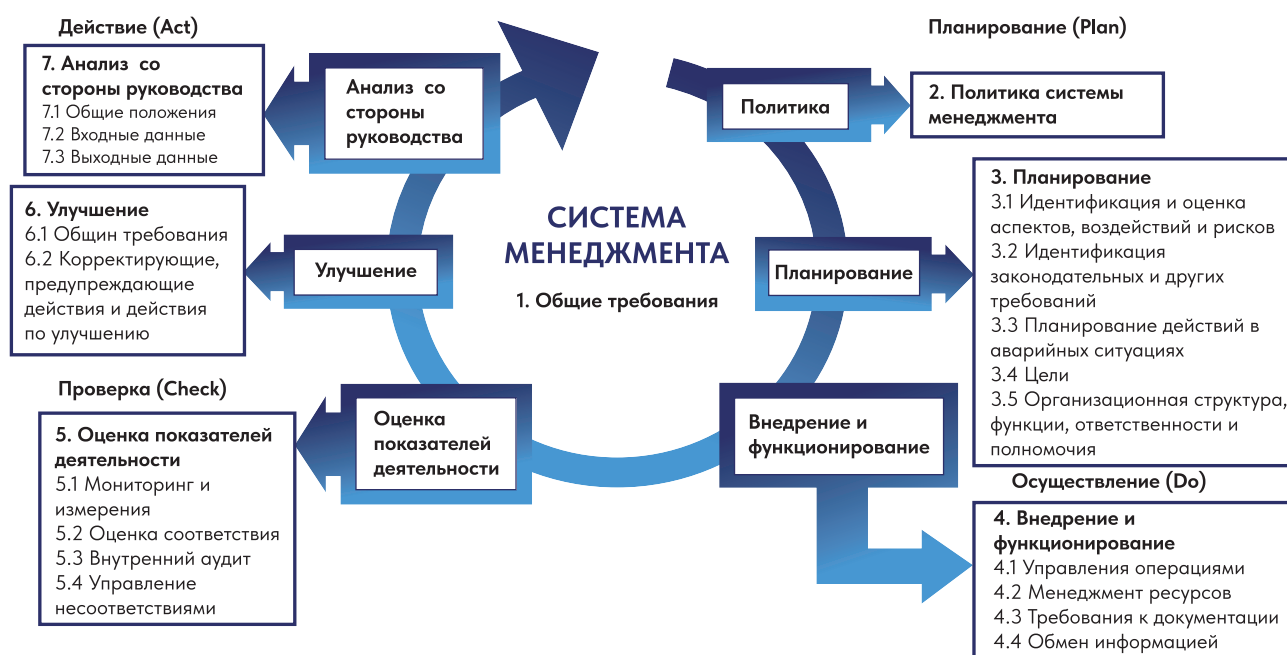 Действие (Act)
7. Анализ со
стороны руководства
7.1 Общие положения
7.2 Входные данные
7.3 Выходные данные
Анализ со
стороны
руководства
6. Улучшение
6.1 Общин требования
6.2 Корректирующие,
предупреждающие
действия и действия
по улучшению
Улучшение
Проверка (Check)
5. Оценка показателей
деятельности
5.1 Мониторинг и
измерения
5.2 Оценка соответствия
5.3 Внутренний аудит
5.4 Управление
несоответствиями
Оценка
показателей
деятельности
СИСТЕМА
МЕНЕДЖМЕНТА
1. Общие требования
Планирование (Plan)
Политика
2. Политика системы
менеджмента
Планирование
3. Планирование
3.1 Идентификация и оценка
аспектов, воздействий и рисков
3.2 Идентификация
законодательных и других
требований
3.3 Планирование действий в
аварийных ситуациях
3.4 Цели
3.5 Организационная структура,
функции, ответственности и
полномочия
Внедрение и
функционирование
Осуществление (Do)
4. Внедрение и
функционирование
4.1 Управления операциями
4.2 Менеджмент ресурсов
4.3 Требования к документации
4.4 Обмен информацией